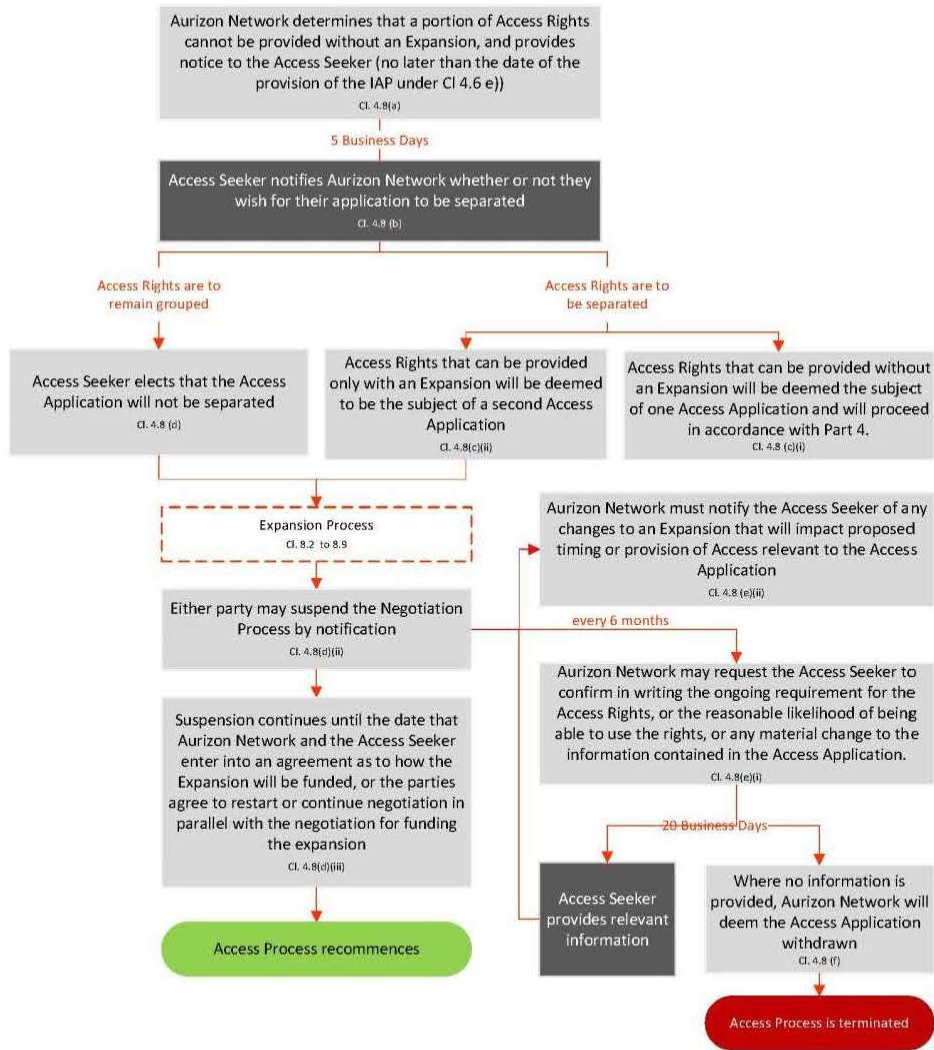 Aurizon Network determines that a portion of Access Rights
cannot be provided without an Expansion, and provides
notice to the Access Seeker (no later than the date of the
provision of the IAP under Cl 4.6 e))
Cl. 4.8(a)
5 Business Days
Access Seeker notifies Aurizon Network whether or not they
wish for their application to be separated
Cl. 4.8 (b)
Access Rights are to
remain grouped
Access Rights are to
be separated
Access Seeker elects that the Access
Application will not be separated
Cl. 4.8 (d)
Access Rights that can be provided
only with an Expansion will be deemed
to be the subject of a second Access
Application
Cl. 4.8(c)(ii)
Access Rights that can be provided without
an Expansion will be deemed the subject
of one Access Application and will proceed
in accordance with Part 4.
Cl. 4.8 (c)(i)
Expansion Process
Cl. 8.2 to 8.9
Aurizon Network must notify the Access Seeker of any
changes to an Expansion that will impact proposed
timing or provision of Access relevant to the Access
Application
Cl. 4.8 (e)(ii)
Either party may suspend the Negotiation
Process by notification
Cl. 4.8(d)(ii)
every 6 months
Aurizon Network may request the Access Seeker to
confirm in writing the ongoing requirement for the
Access Rights, or the reasonable likelihood of being
able to use the rights, or any material change to the
information contained in the Access Application.
Cl. 4.8(e)(i)
Suspension continues until the date that
Aurizon Network and the Access Seeker
enter into an agreement as to how the
Expansion will be funded, or the parties
agree to restart or continue negotiation in
parallel with the negotiation for funding
the expansion
Cl. 4.8(d)(iii)
20 Business Days
Access Seeker
provides relevant
information
Where no information is
provided, Aurizon Network will
deem the Access Application
withdrawn
Cl. 4.8 (f)
Access Process recommences
Access Process is terminated